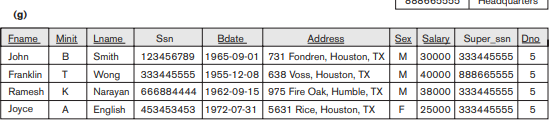 888665555 Headquarters
(g)
Fname Minit Lname Ssn Bdate Address Sex Salary Super_ssn Dno
John B Smith 123456789 1965-09-01 731 Fondren, Houston, TX M 30000 333445555 5
Franklin T Wong 333445555 1955-12-08 638 Voss, Houston, TX M 40000 888665555 5
Ramesh K Narayan 666884444 1962-09-15 975 Fire Oak, Humble, TX M 38000 333445555 5
Joyce A English 453453453 1972-07-31 5631 Rice, Houston, TX F 25000 333445555 5